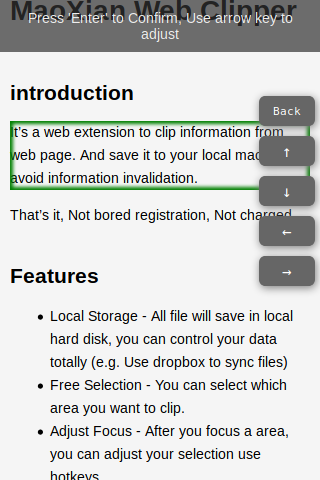 MaoXian Web Clipper
Press 'Enter' to Confirm, Use arrow key to
adjust
introduction
It's a web extension to clip information from
web page. And save it to your local
avoid information invalidation.
That's it, Not bored registration, Not charged
Back
↑
↓
←
→
Features
• Local Storage - All file will save in local
hard disk, you can control your data
totally (e.g. Use dropbox to sync files)
• Free Selection - You can select which
area you want to clip.
• Adjust Focus - After you focus a area,
you can adjust your selection use
hotkeys